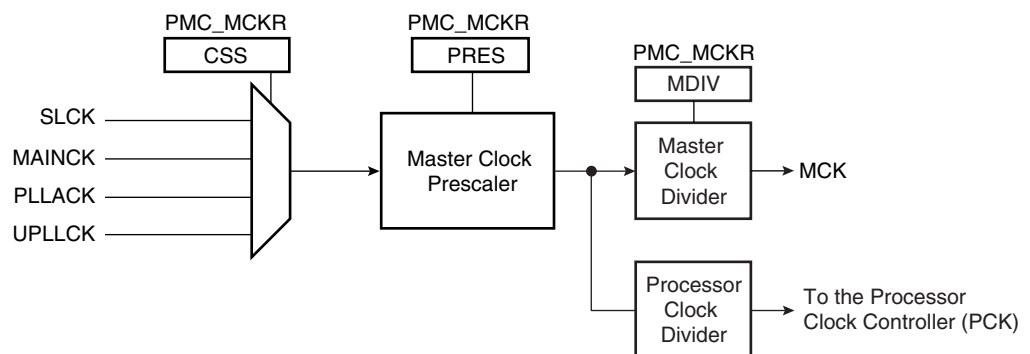 PMC_MCKR
CSS
PMC_MCKR
PRES
PMC_MCKR
MDIV
SLCK
MAINCK
PLLACK
UPLLCK
Master Clock
Prescaler
Master
Clock
Divider
MCK
Processor
Clock
Divider
To the Processor
Clock Controller (PCK)